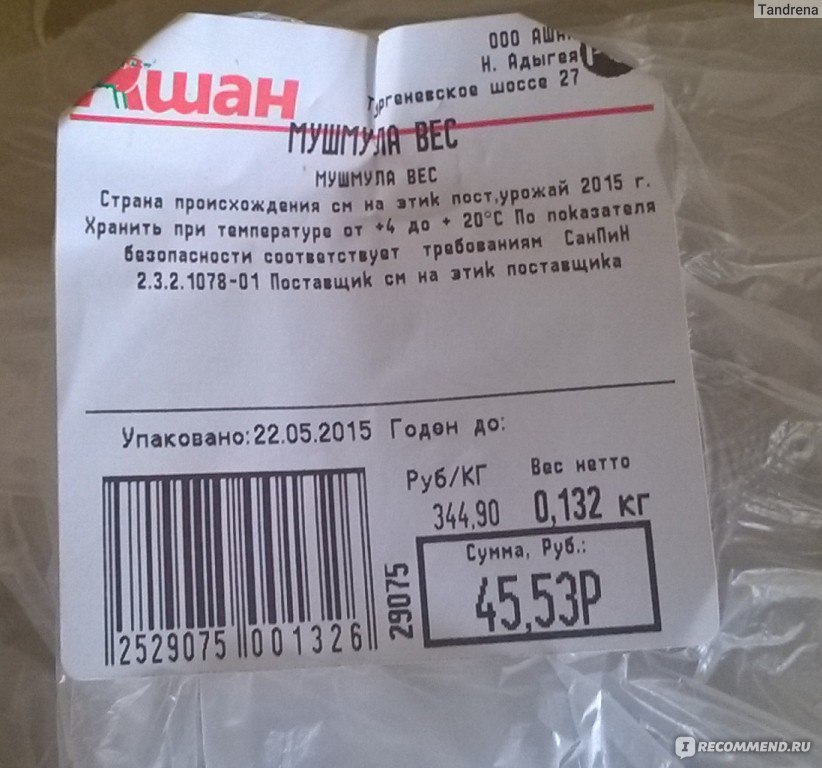 Tandrena
ООО АШАН
Н. Адыгея
Ашан
Тургеневское шоссе 27
МУШМУЛА ВЕС
МУШМУЛА ВЕС
Страна происхождения см на этик пост,урожай 2015 г.
Хранить при температуре от +4 до + 20°С По показателя
безопасности соответствует требованиям СанПиН
2.3.2.1078-01 Поставщик см на этик поставщика
Упаковано:22.05.2015 Годен до:
Руб/КГ Вес нетто
344,90 0,132 кг
Сумма, Руб.:
45,53Р
29075
2529075 001326
IRECOMMEND.RU